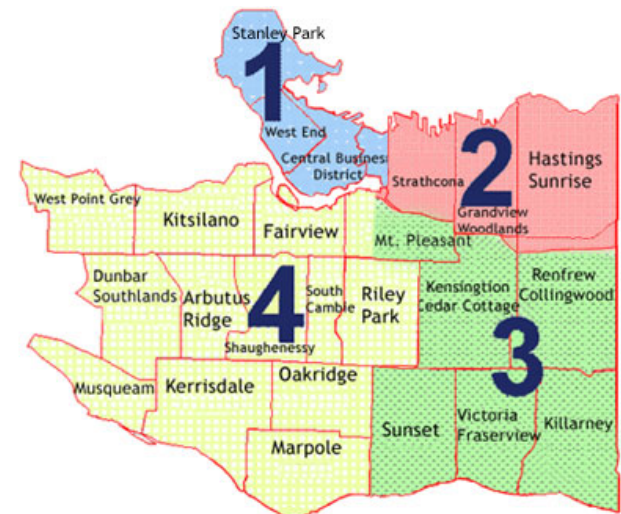 Stanley Park
1
West End
Central Business
District
2
Strathcona
Hastings
Sunrise
Grandview
Woodlands
West Point Grey
Kitsilano
Fairview
Mt. Pleasant
Dunbar
Southlands
Arbutus
Ridge
4
South
Cambie
Riley
Park
Shaughenessy
Kensingtion
Cedar Cottage
Renfrew
Collingwood
3
Musqueam
Kerrisdale
Oakridge
Marpole
Sunset
Victoria
Fraserview
Killarney